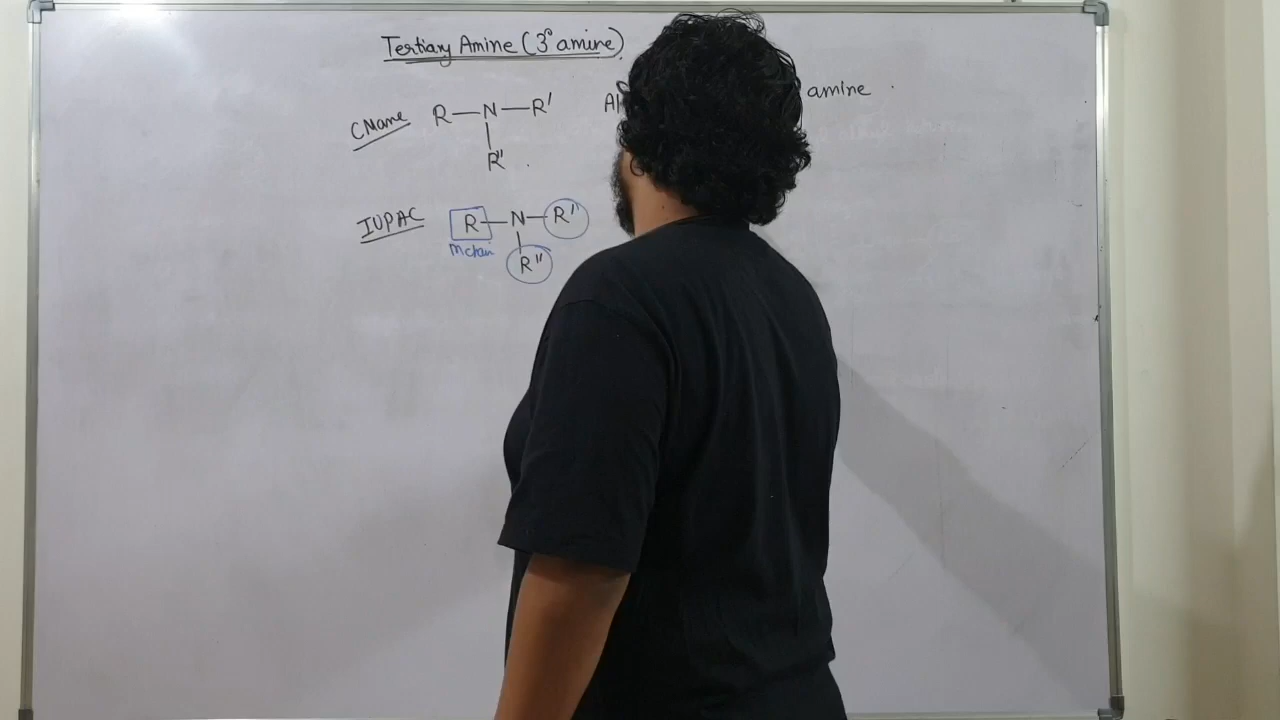 Tertiary Amine (3° amine)
CName R—N—R' Al amine
R"
IUPAC R—N—R"
Mchain R"